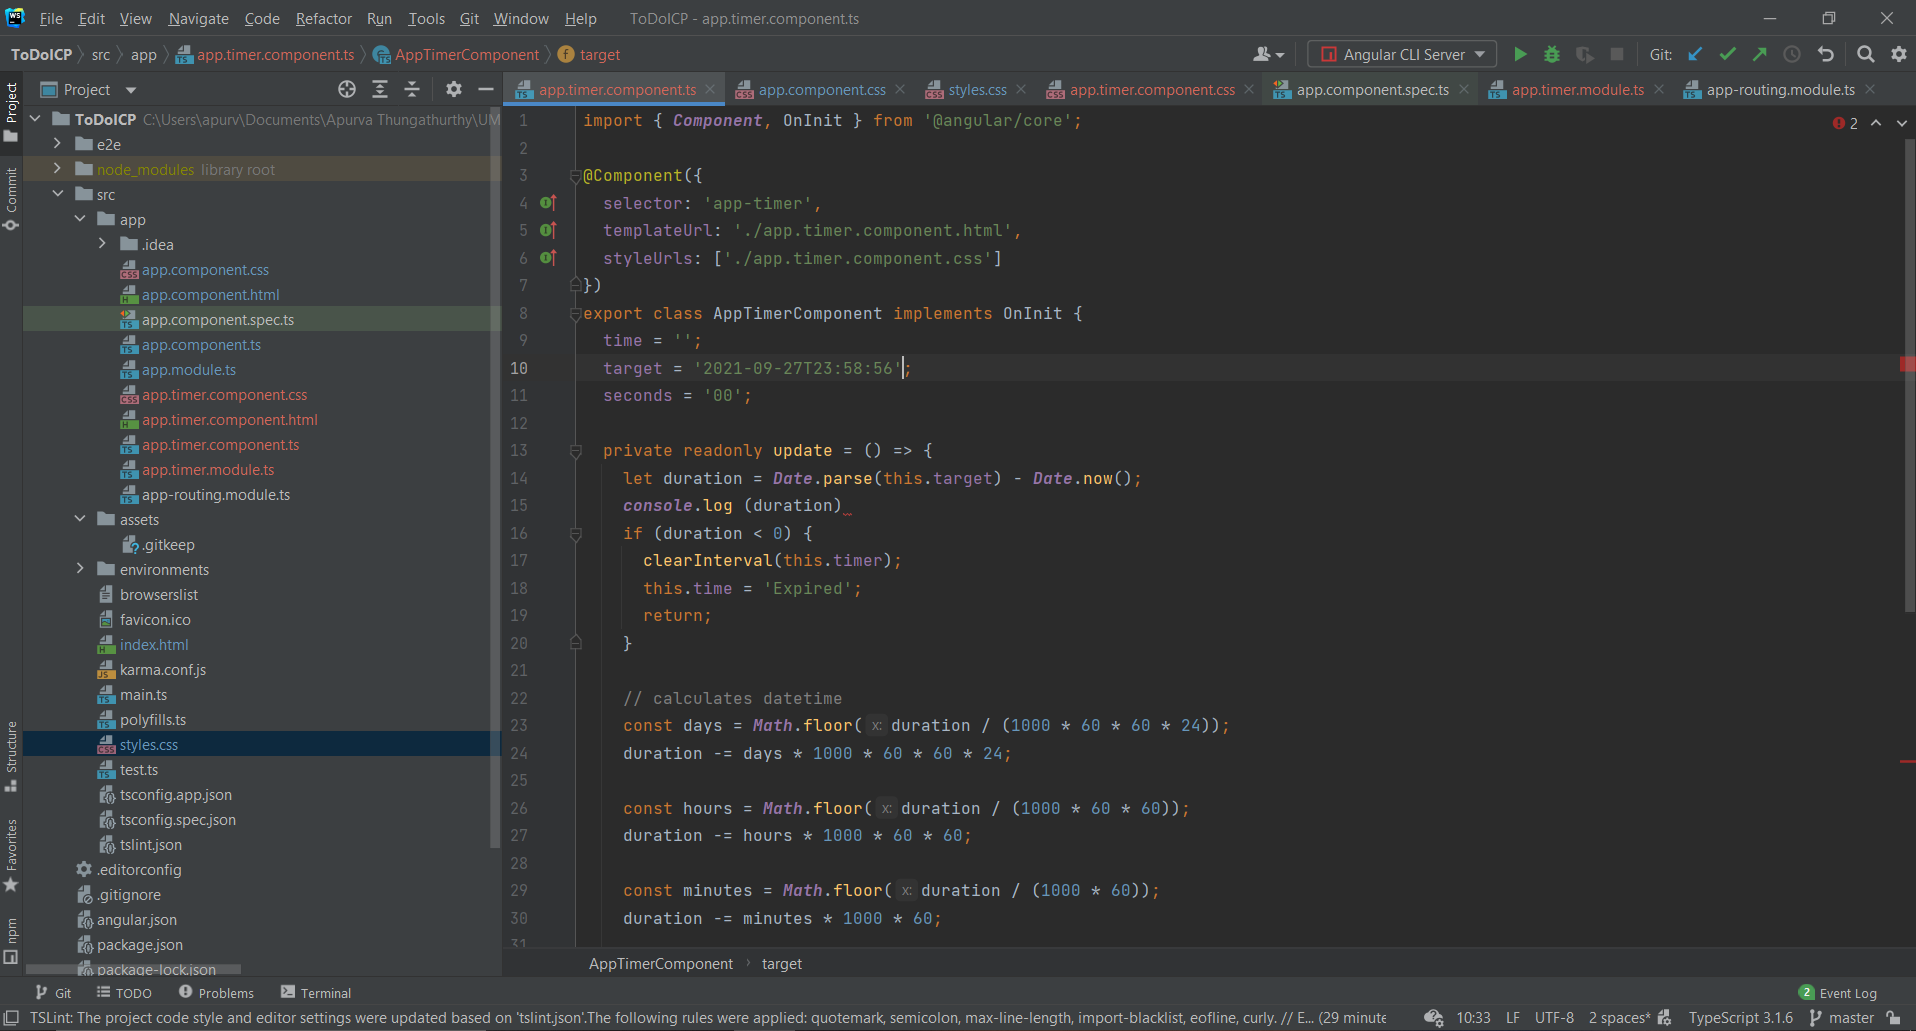 WS File Edit View Navigate Code Refactor Run Tools Git Window Help ToDoICP - app.timer.component.ts
ToDoICP src app app.timer.component.ts AppTimerComponent f target Angular CLI Server Git:
Project
app.timer.component.ts app.component.css styles.css app.timer.component.css app.component.spec.ts app.timer.module.ts app-routing.module.ts
Project
Commit
Structure
Favorites
npm
ToDoICP C:\Users\apurv\Documents\Apurva Thungathurthy\UM
e2e
node_modules library root
src
app
.idea
app.component.css
app.component.html
app.component.spec.ts
app.component.ts
app.module.ts
app.timer.component.css
app.timer.component.html
app.timer.component.ts
app.timer.module.ts
app-routing.module.ts
assets
.gitkeep
environments
browserslist
favicon.ico
index.html
karma.conf.js
main.ts
polyfills.ts
styles.css
test.ts
tsconfig.app.json
tsconfig.spec.json
tslint.json
.editorconfig
.gitignore
angular.json
package.json
package-lock.json
2
1 import { Component, OnInit } from '@angular/core';
2
3 @Component({
4 selector: 'app-timer',
5 templateUrl: './app.timer.component.html',
6 styleUrls: ['./app.timer.component.css']
7 })
8 export class AppTimerComponent implements OnInit {
9 time = '';
10 target = '2021-09-27T23:58:56';
11 seconds = '00';
12
13 private readonly update = () => {
14 let duration = Date.parse(this.target) - Date.now();
15 console.log (duration)
16 if (duration < 0) {
17 clearInterval(this.timer);
18 this.time = 'Expired';
19 return;
20 }
21
22 // calculates datetime
23 const days = Math.floor( x: duration / (1000 * 60 * 60 * 24));
24 duration -= days * 1000 * 60 * 60 * 24;
25
26 const hours = Math.floor( x: duration / (1000 * 60 * 60));
27 duration -= hours * 1000 * 60 * 60;
28
29 const minutes = Math.floor( x: duration / (1000 * 60));
30 duration -= minutes * 1000 * 60;
31
AppTimerComponent target
Git TODO Problems Terminal 2 Event Log
TSLint: The project code style and editor settings were updated based on 'tslint.json'.The following rules were applied: quotemark, semicolon, max-line-length, import-blacklist, eofline, curly. // E... (29 minute 10:33 LF UTF-8 2 spaces* TypeScript 3.1.6 master